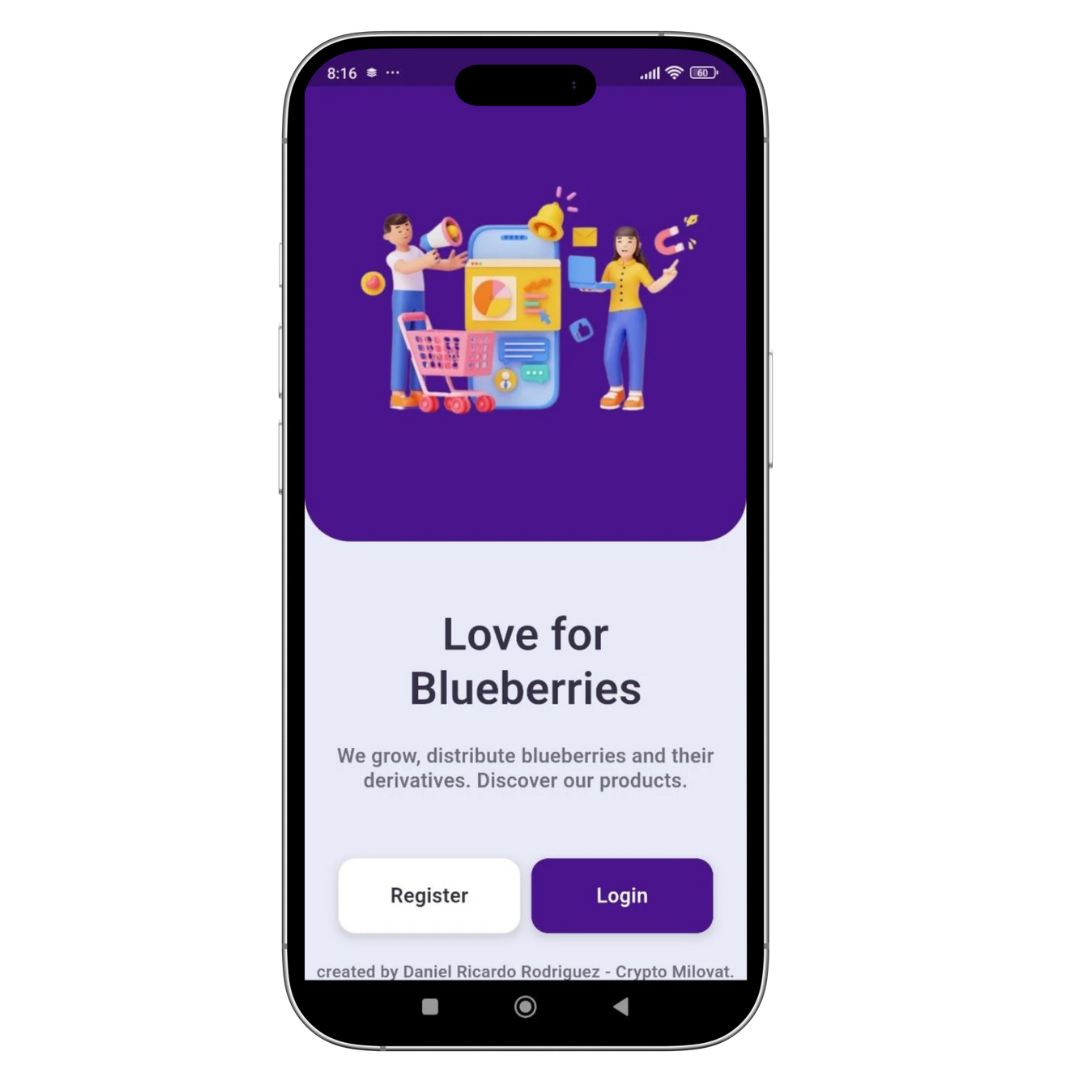 8:16
60
Love for
Blueberries
We grow, distribute blueberries and their
derivatives. Discover our products.
Register
Login
created by Daniel Ricardo Rodriguez - Crypto Milovat.